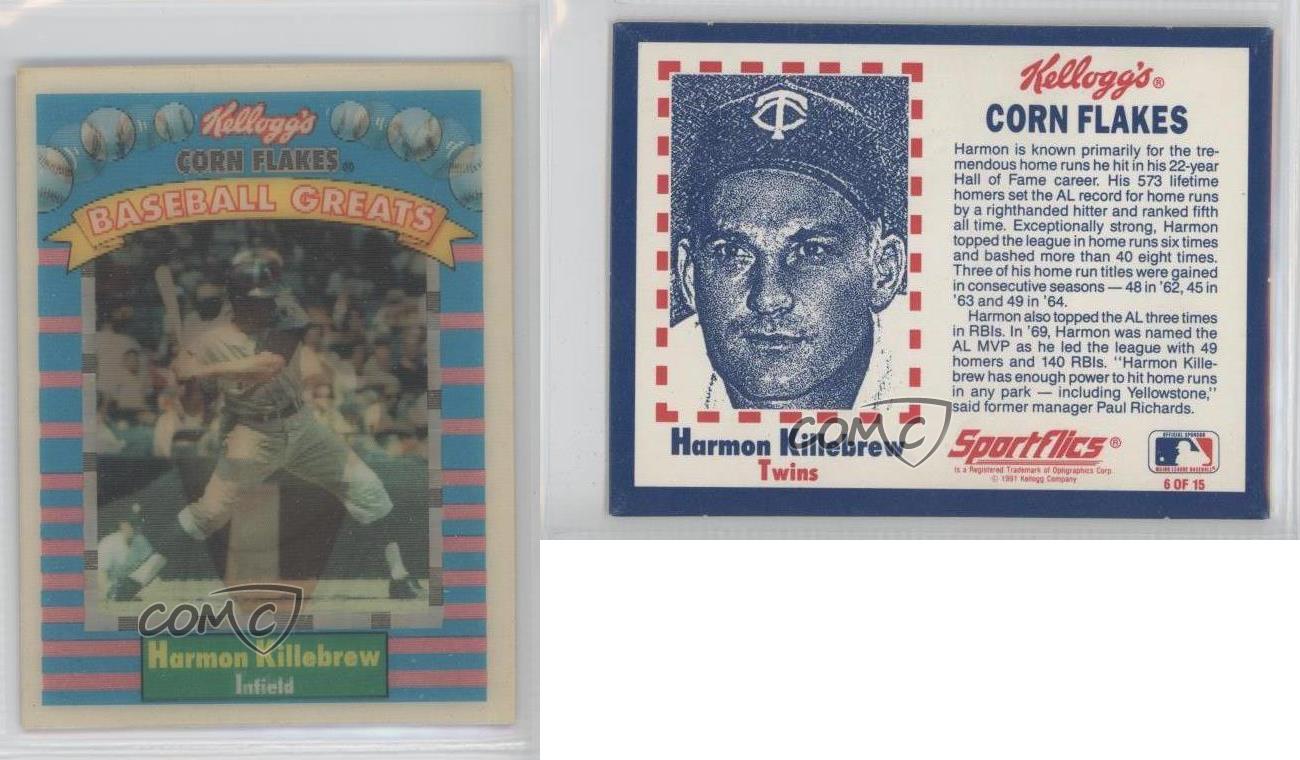 Kellogg's
CORN FLAKES®
BASEBALL GREATS
COMC
Harmon Killebrew
Infield
TC
Harmon Killebrew
Twins
COMC
Kellogg's®
CORN FLAKES
Harmon is known primarily for the tre-
mendous home runs he hit in his 22-year
Hall of Fame career. His 573 lifetime
homers set the AL record for home runs
by a righthanded hitter and ranked fifth
all time. Exceptionally strong, Harmon
topped the league in home runs six times
and bashed more than 40 eight times.
Three of his home run titles were gained
in consecutive seasons — 48 in '62, 45 in
'63 and 49 in '64.
Harmon also topped the AL three times
in RBIs. In '69, Harmon was named the
AL MVP as he led the league with 49
homers and 140 RBIs. "Harmon Kille-
brew has enough power to hit home runs
in any park — including Yellowstone,"
said former manager Paul Richards.
Sportflics®
is a Registered Trademark of Optigraphics Corp.
© 1991 Kellogg Company
OFFICIAL SPONSOR
MAJOR LEAGUE BASEBALL
6 OF 15